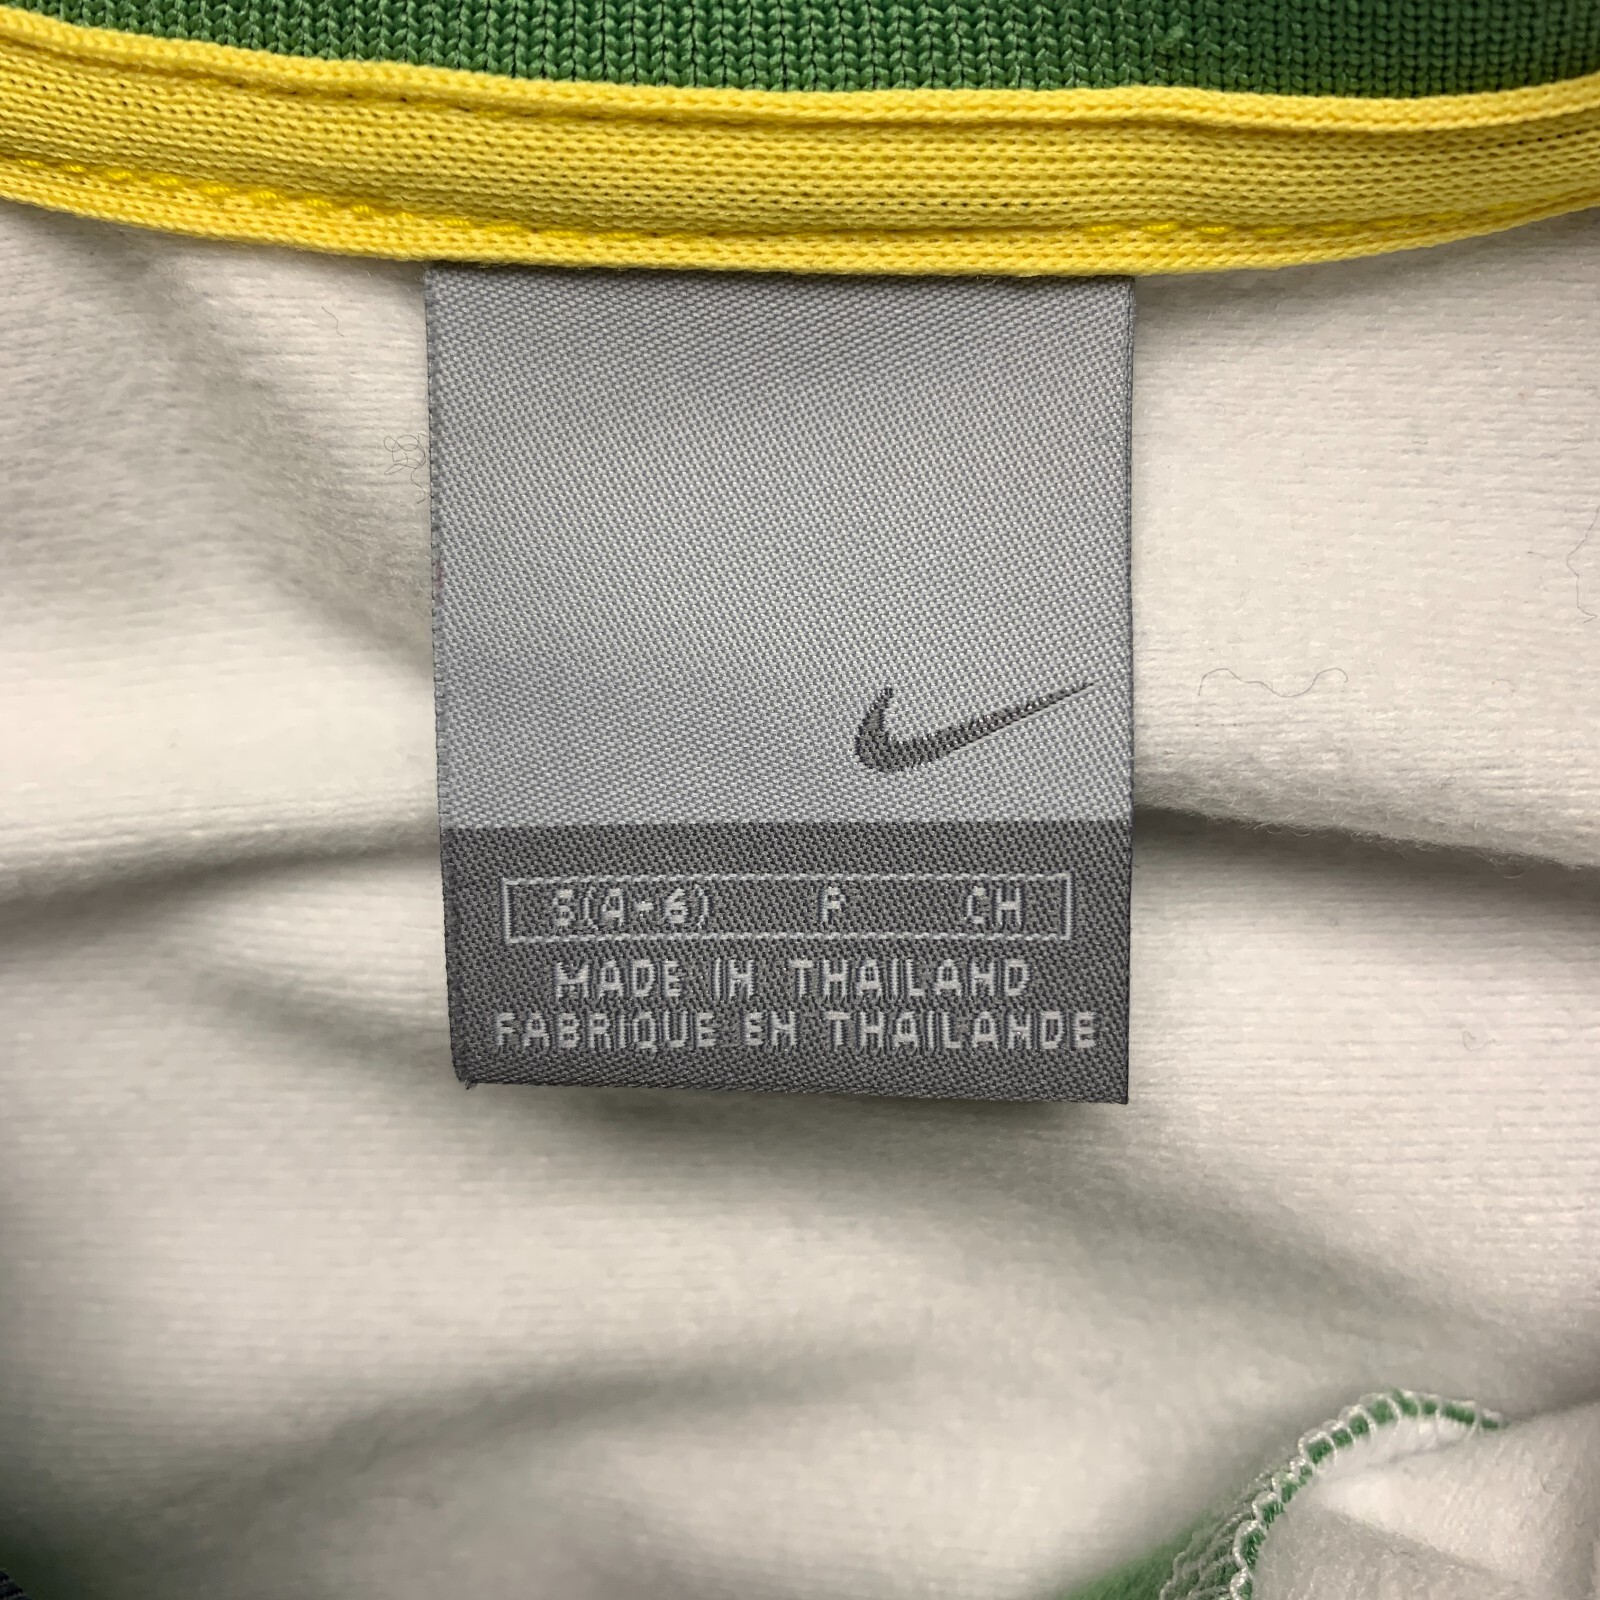 S(4-6) P CH
MADE IN THAILAND
FABRIQUE EN THAILANDE